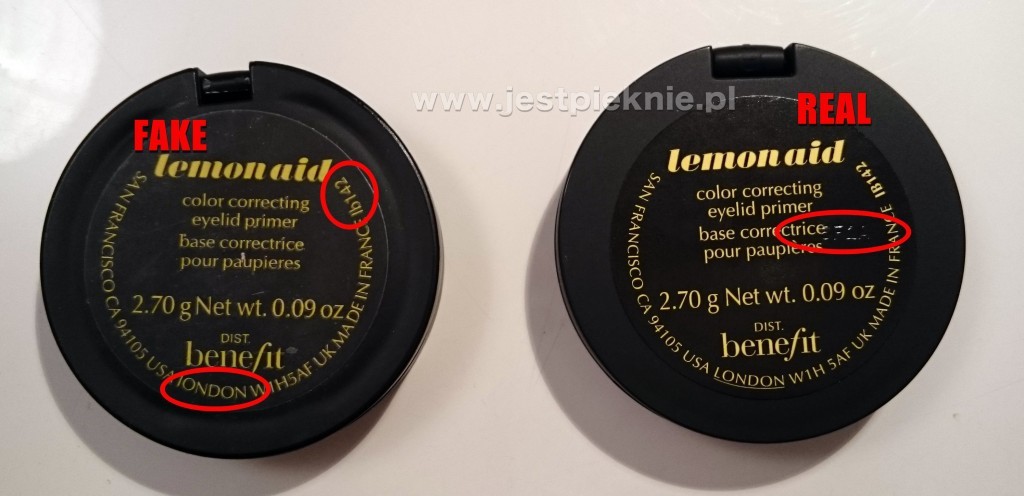 www.jestpieknie.pl
FAKE
lemonaid
color correcting
eyelid primer
base correctrice
pour paupieres
2.70 g Net wt. 0.09 oz
DIST.
benefit
SAN FRANCISCO CA 94105 USA IONDON W1H5AF UK MADE IN FRANCE Ib142
REAL
lemonaid
color correcting
eyelid primer
base correctrice
pour paupieres
2.70 g Net wt. 0.09 oz
DIST.
benefit
SAN FRANCISCO CA 94105 USA LONDON W1H 5AF UK MADE IN FRANCE IB142